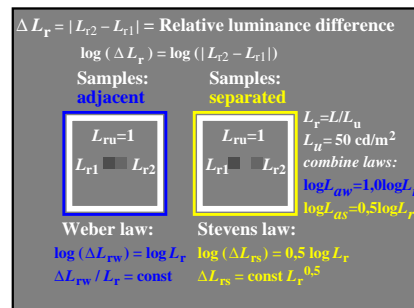 Δ L_r = | L_r2 – L_r1 | = Relative luminance difference
log ( Δ L_r ) = log ( | L_r2 – L_r1 | )
Samples: Samples:
adjacent separated
L_ru=1 L_ru=1
L_r1 L_r2 L_r1 L_r2
L_r=L/L_u
L_u = 50 cd/m²
combine laws:
logL_aw=1,0logL_r
logL_as=0,5logL_r
Weber law: Stevens law:
log (ΔL_rw) = log L_r log (ΔL_rs) = 0,5 log L_r
ΔL_rw / L_r = const ΔL_rs = const L_r^0,5